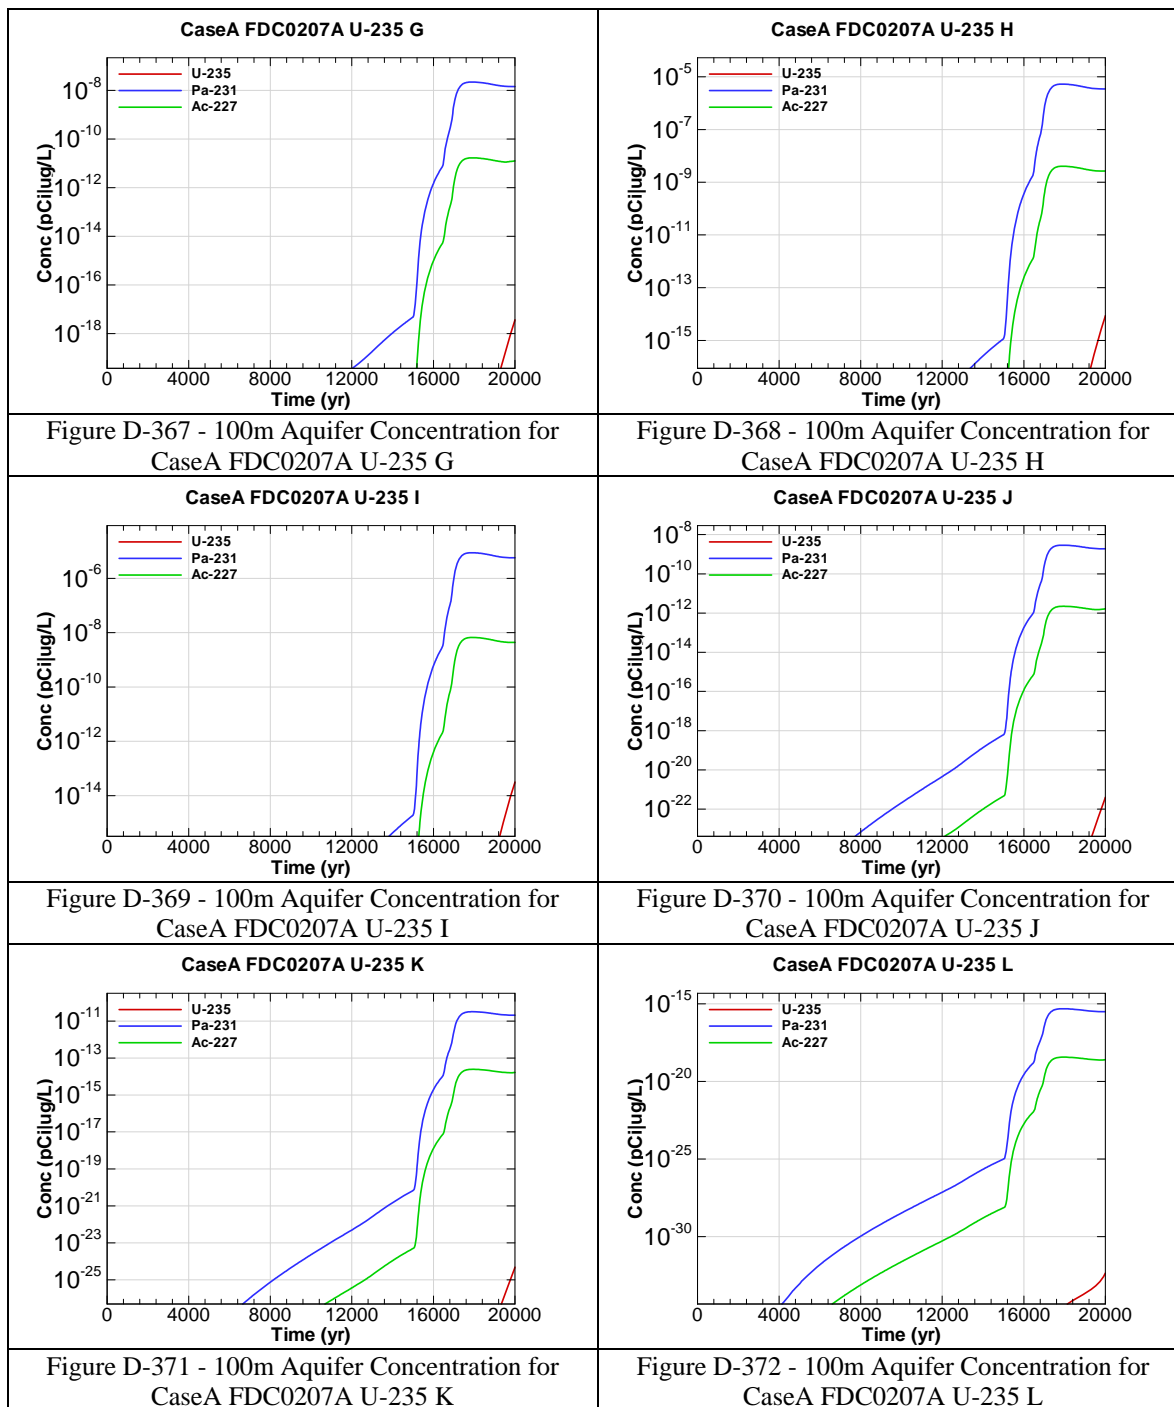 CaseA FDC0207A U-235 G
U-235
Pa-231
Ac-227
10-8
10-10
10-12
10-14
10-16
10-18
Conc (pCi|ug/L)
0 4000 8000 12000 16000 20000
Time (yr)
Figure D-367 - 100m Aquifer Concentration for
CaseA FDC0207A U-235 G
CaseA FDC0207A U-235 H
U-235
Pa-231
Ac-227
10-5
10-7
10-9
10-11
10-13
10-15
Conc (pCi|ug/L)
0 4000 8000 12000 16000 20000
Time (yr)
Figure D-368 - 100m Aquifer Concentration for
CaseA FDC0207A U-235 H
CaseA FDC0207A U-235 I
U-235
Pa-231
Ac-227
10-6
10-8
10-10
10-12
10-14
Conc (pCi|ug/L)
0 4000 8000 12000 16000 20000
Time (yr)
Figure D-369 - 100m Aquifer Concentration for
CaseA FDC0207A U-235 I
CaseA FDC0207A U-235 J
U-235
Pa-231
Ac-227
10-8
10-10
10-12
10-14
10-16
10-18
10-20
10-22
Conc (pCi|ug/L)
0 4000 8000 12000 16000 20000
Time (yr)
Figure D-370 - 100m Aquifer Concentration for
CaseA FDC0207A U-235 J
CaseA FDC0207A U-235 K
U-235
Pa-231
Ac-227
10-11
10-13
10-15
10-17
10-19
10-21
10-23
10-25
Conc (pCi|ug/L)
0 4000 8000 12000 16000 20000
Time (yr)
Figure D-371 - 100m Aquifer Concentration for
CaseA FDC0207A U-235 K
CaseA FDC0207A U-235 L
U-235
Pa-231
Ac-227
10-15
10-20
10-25
10-30
Conc (pCi|ug/L)
0 4000 8000 12000 16000 20000
Time (yr)
Figure D-372 - 100m Aquifer Concentration for
CaseA FDC0207A U-235 L